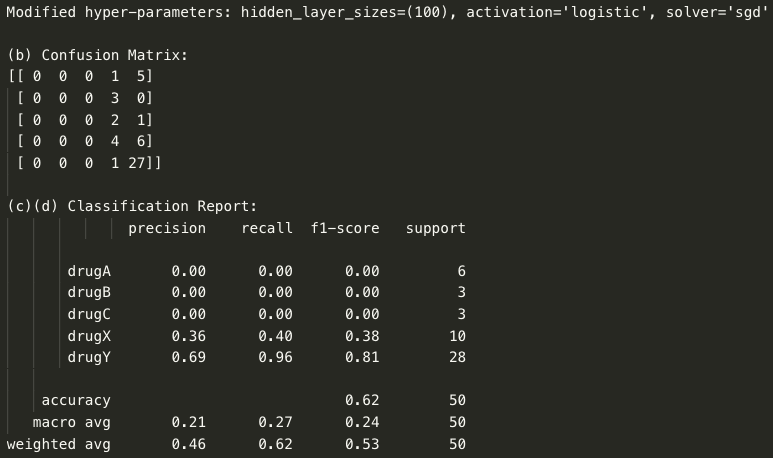 Modified hyper-parameters: hidden_layer_sizes=(100), activation='logistic', solver='sgd'
(b) Confusion Matrix:
[[ 0  0  0  1  5]
 [ 0  0  0  3  0]
 [ 0  0  0  2  1]
 [ 0  0  0  4  6]
 [ 0  0  0  1 27]]
(c)(d) Classification Report:
precision    recall  f1-score   support
drugA       0.00      0.00      0.00         6
drugB       0.00      0.00      0.00         3
drugC       0.00      0.00      0.00         3
drugX       0.36      0.40      0.38        10
drugY       0.69      0.96      0.81        28
accuracy                           0.62        50
macro avg       0.21      0.27      0.24        50
weighted avg       0.46      0.62      0.53        50